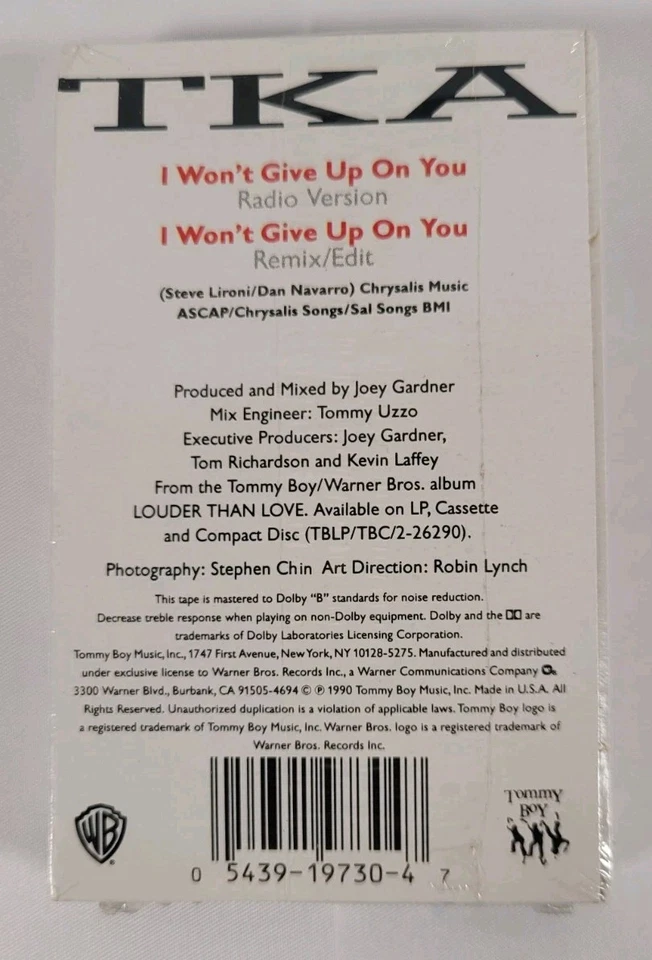 TKA
I Won't Give Up On You
Radio Version
I Won't Give Up On You
Remix/Edit
(Steve Lironi/Dan Navarro) Chrysalis Music
ASCAP/Chrysalis Songs/Sal Songs BMI
Produced and Mixed by Joey Gardner
Mix Engineer: Tommy Uzzo
Executive Producers: Joey Gardner,
Tom Richardson and Kevin Laffey
From the Tommy Boy/Warner Bros. album
LOUDER THAN LOVE. Available on LP, Cassette
and Compact Disc (TBLP/TBC/2-26290).
Photography: Stephen Chin Art Direction: Robin Lynch
This tape is mastered to Dolby "B" standards for noise reduction.
Decrease treble response when playing on non-Dolby equipment. Dolby and the are
trademarks of Dolby Laboratories Licensing Corporation.
Tommy Boy Music, Inc., 1747 First Avenue, New York, NY 10128-5275. Manufactured and distributed
under exclusive license to Warner Bros. Records Inc., a Warner Communications Company
3300 Warner Blvd., Burbank, CA 91505-4694 © ℗ 1990 Tommy Boy Music, Inc. Made in U.S.A. All
Rights Reserved. Unauthorized duplication is a violation of applicable laws. Tommy Boy logo is
a registered trademark of Tommy Boy Music, Inc. Warner Bros. logo is a registered trademark of
Warner Bros. Records Inc.
WB ®
Tommy
Boy
0 5439-19730-4 7